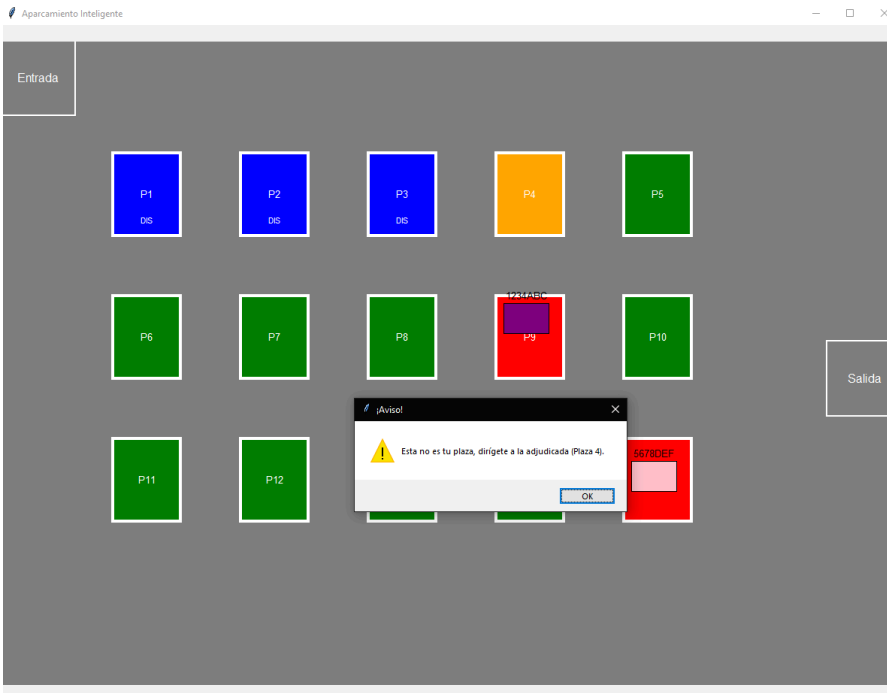 Aparcamiento Inteligente
Entrada
P1
P2
P3
P4
P5
DIS
DIS
DIS
1234ABC
P6
P7
P8
P9
P10
Salida
¡Aviso!
Esta no es tu plaza, dirígete a la adjudicada (Plaza 4).
OK
5678DEF
P11
P12